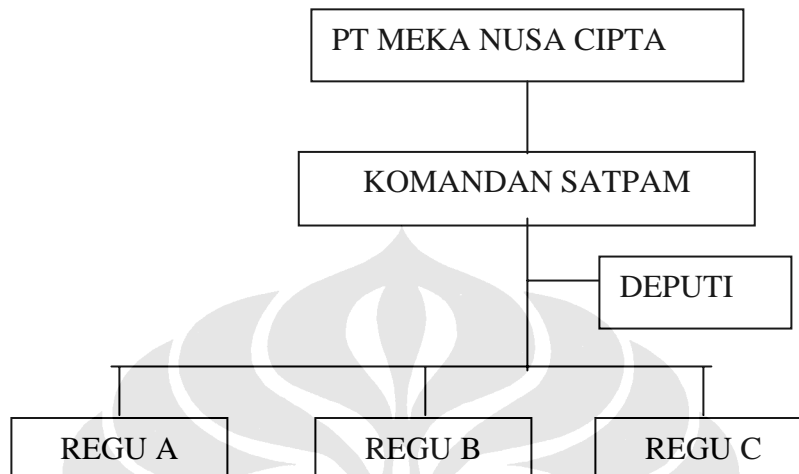 PT MEKA NUSA CIPTA
KOMANDAN SATPAM
DEPUTI
REGU A
REGU B
REGU C